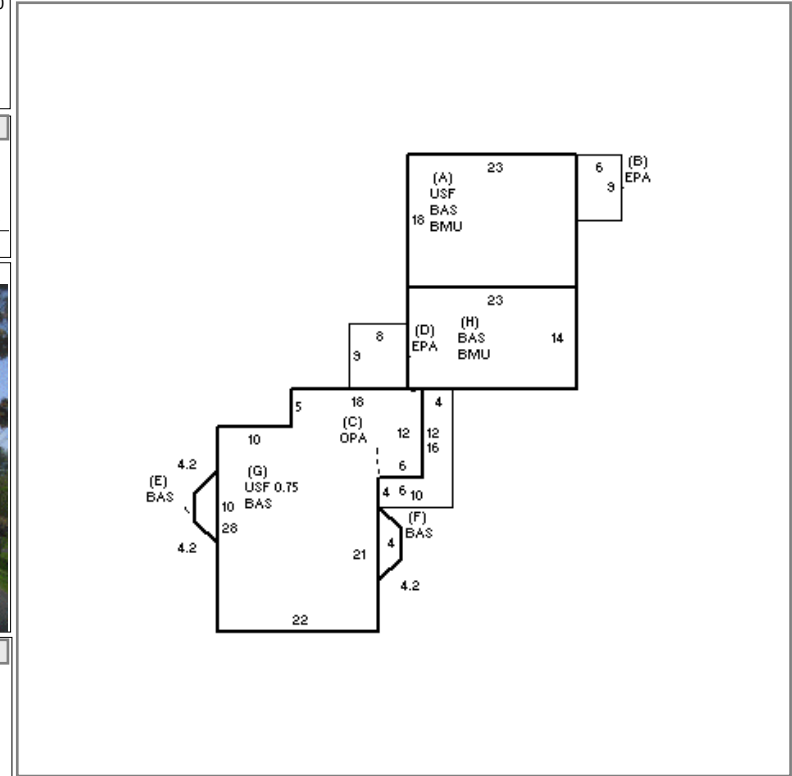 23
(A)
USF
BAS
BMU
18
6
9
(B)
EPA
23
(H)
BAS
BMU
14
8
9
(D)
EPA
18
5
(C)
OPA
4
12
12
16
10
6
4
6
10
4.2
(E)
BAS
4.2
(G)
USF 0.75
BAS
10
28
(F)
BAS
4
21
4.2
22